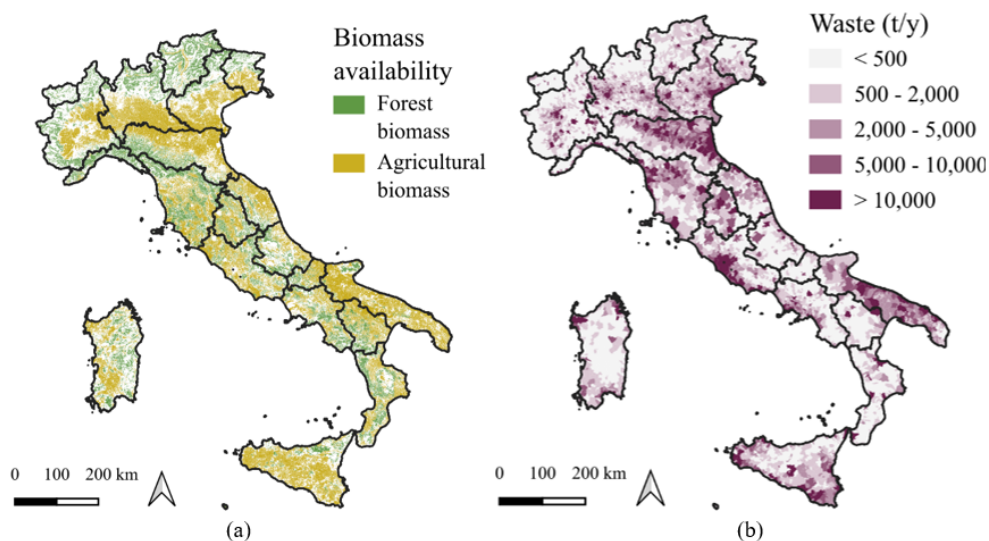 Biomass
availability
Forest
biomass
Agricultural
biomass
0 100 200 km
(a)
Waste (t/y)
< 500
500 - 2,000
2,000 - 5,000
5,000 - 10,000
> 10,000
0 100 200 km
(b)